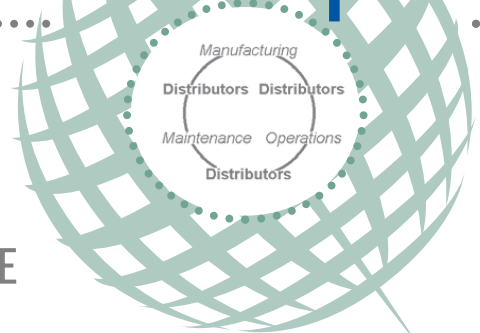 Manufacturing
Distributors Distributors
Maintenance Operations
Distributors
E